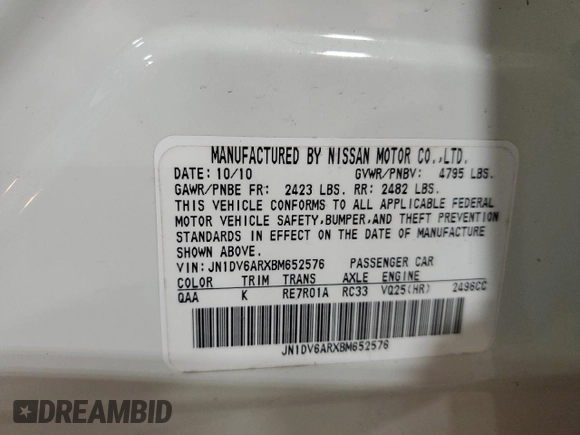 MANUFACTURED BY NISSAN MOTOR CO.,LTD.
DATE: 10/10 GVWR/PNBV: 4795 LBS.
GAWR/PNBE FR: 2423 LBS. RR: 2482 LBS.
THIS VEHICLE CONFORMS TO ALL APPLICABLE FEDERAL
MOTOR VEHICLE SAFETY,BUMPER,AND THEFT PREVENTION
STANDARDS IN EFFECT ON THE DATE OF MANUFACTURE
SHOWN ABOVE.
VIN: JN1DV6ARXBM652576 PASSENGER CAR
COLOR TRIM TRANS AXLE ENGINE
QAA K RE7R01A RC33 VQ25(HR) 2496CC
JN1DV6ARXBM652576
DREAMBID